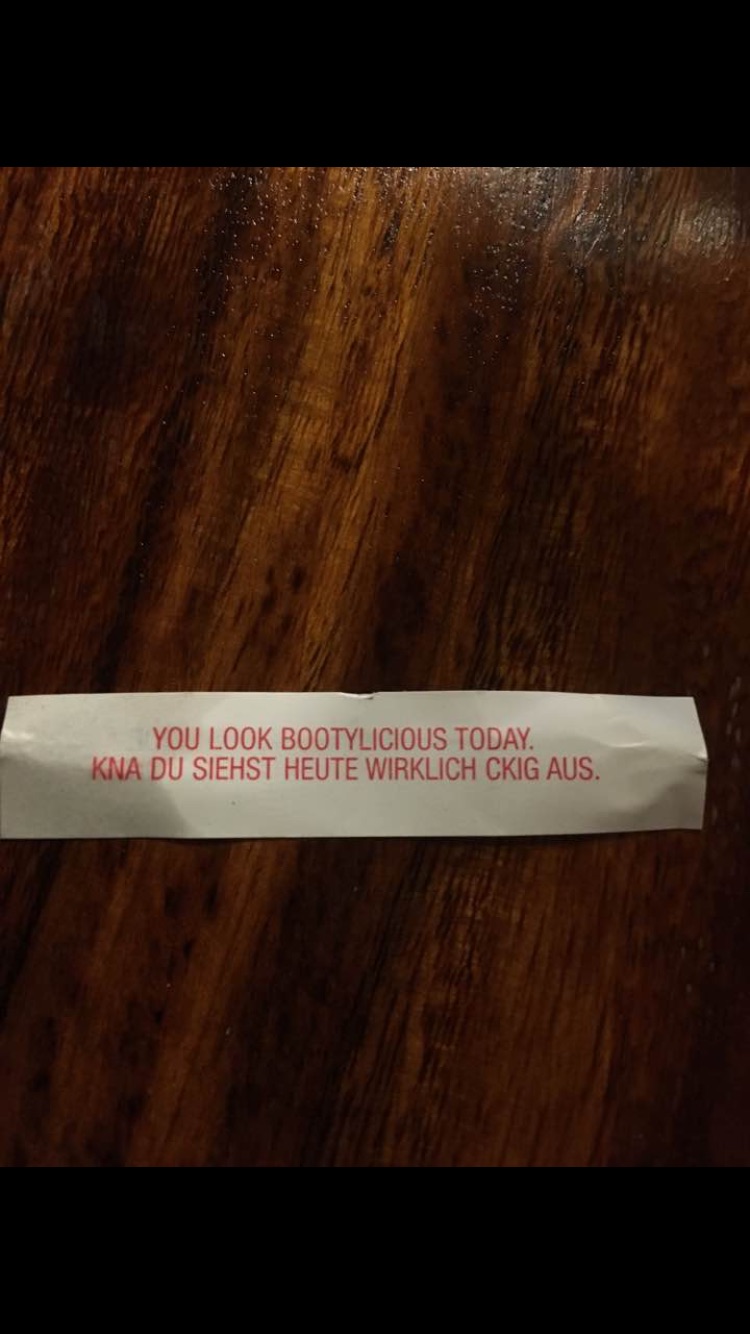 YOU LOOK BOOTYLICIOUS TODAY.
KNA DU SIEHST HEUTE WIRKLICH CKIG AUS.